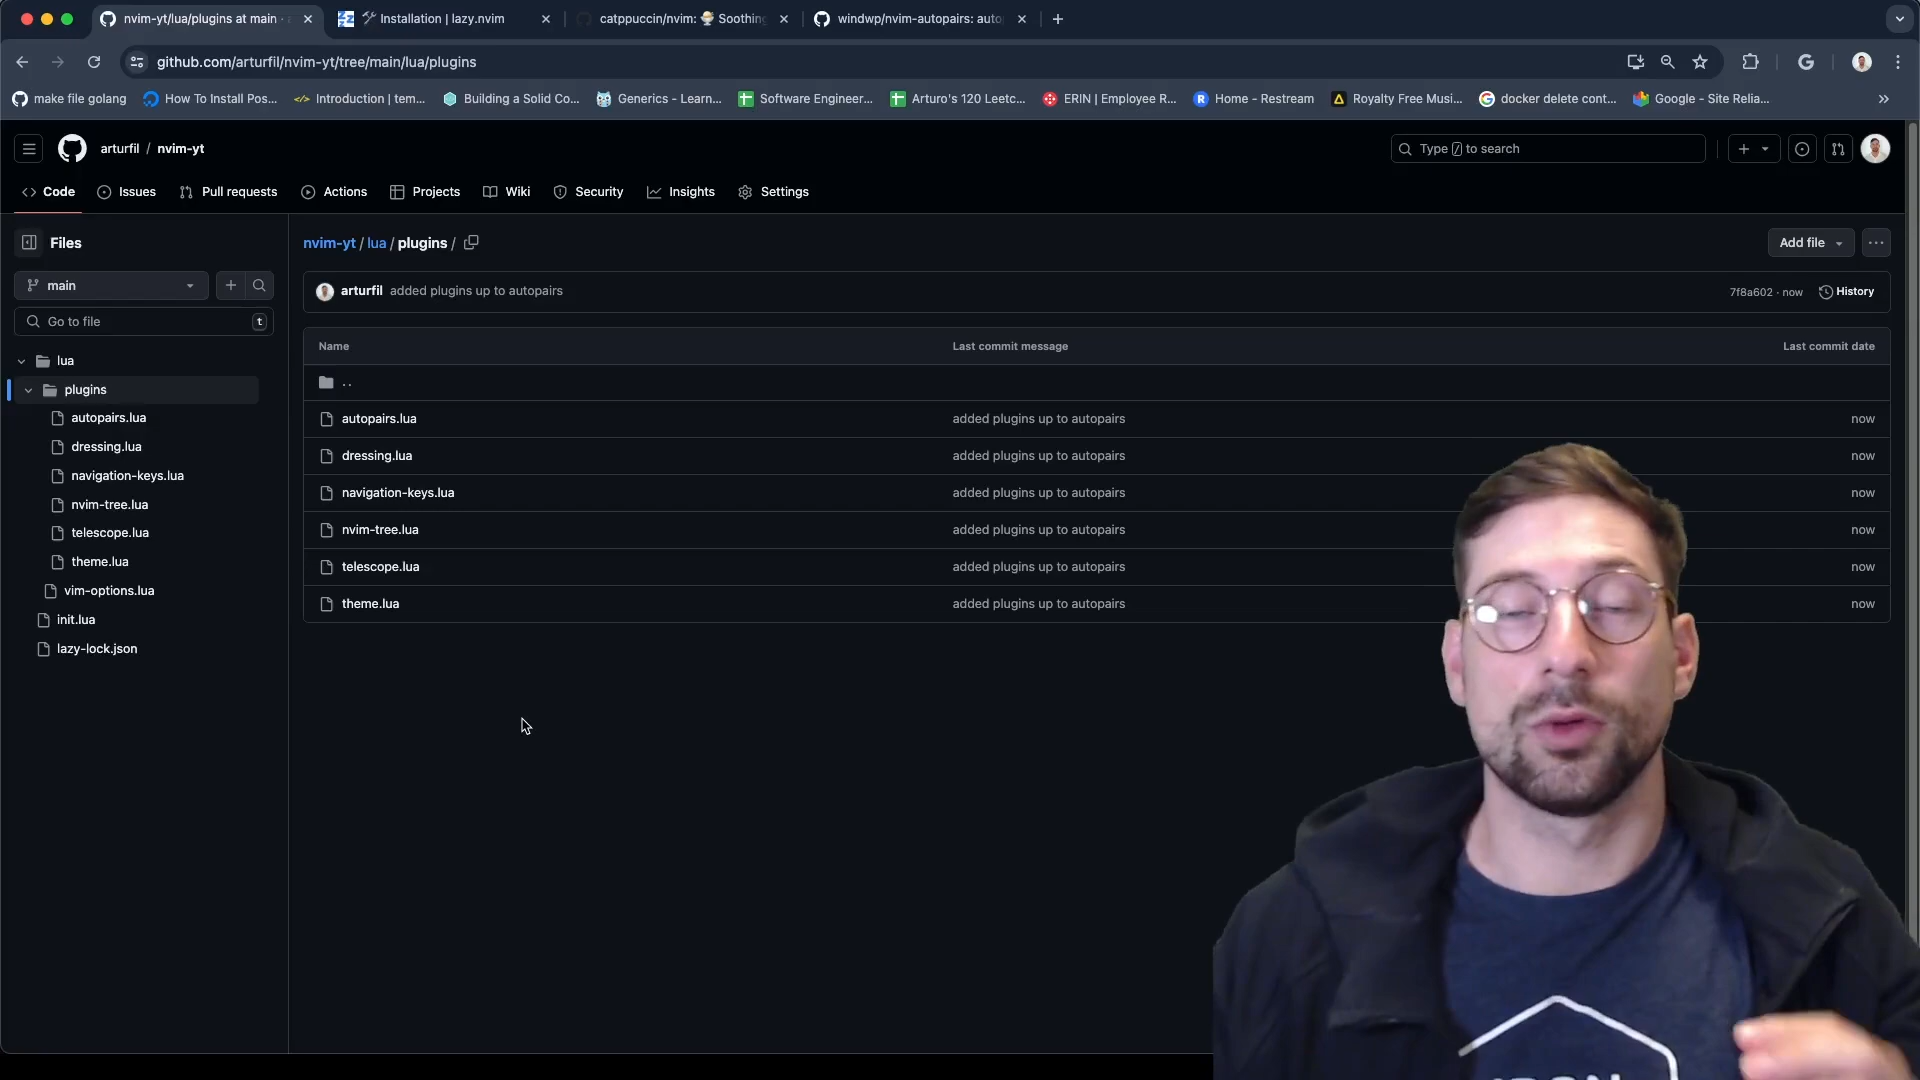 nvim-yt/lua/plugins at main ·
Installation | lazy.nvim
catppuccin/nvim: Soothing
windwp/nvim-autopairs: auto
github.com/arturfil/nvim-yt/tree/main/lua/plugins
make file golang
How To Install Pos...
Introduction | tem...
Building a Solid Co...
Generics - Learn...
Software Engineer...
Arturo's 120 Leetc...
ERIN | Employee R...
Home - Restream
Royalty Free Musi...
docker delete cont...
Google - Site Relia...
arturfil / nvim-yt
Type / to search
Code
Issues
Pull requests
Actions
Projects
Wiki
Security
Insights
Settings
Files
main
Go to file
t
lua
plugins
autopairs.lua
dressing.lua
navigation-keys.lua
nvim-tree.lua
telescope.lua
theme.lua
vim-options.lua
init.lua
lazy-lock.json
nvim-yt / lua / plugins /
Add file
arturfil added plugins up to autopairs
7f8a602 · now
History
Name Last commit message Last commit date
..
autopairs.lua added plugins up to autopairs now
dressing.lua added plugins up to autopairs now
navigation-keys.lua added plugins up to autopairs now
nvim-tree.lua added plugins up to autopairs now
telescope.lua added plugins up to autopairs now
theme.lua added plugins up to autopairs now